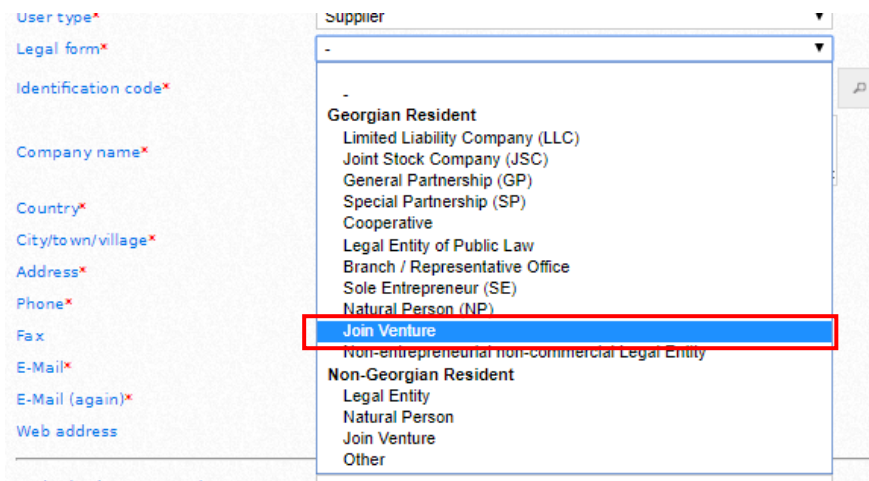 User type* Supplier
Legal form* -
Identification code*
-
Georgian Resident
Limited Liability Company (LLC)
Company name*
Joint Stock Company (JSC)
General Partnership (GP)
Country*
Special Partnership (SP)
Cooperative
City/town/village*
Legal Entity of Public Law
Address*
Branch / Representative Office
Sole Entrepreneur (SE)
Phone*
Natural Person (NP)
Fax
Join Venture
Non-entrepreneurial non-commercial Legal Entity
E-Mail*
Non-Georgian Resident
E-Mail (again)*
Legal Entity
Natural Person
Web address
Join Venture
Other